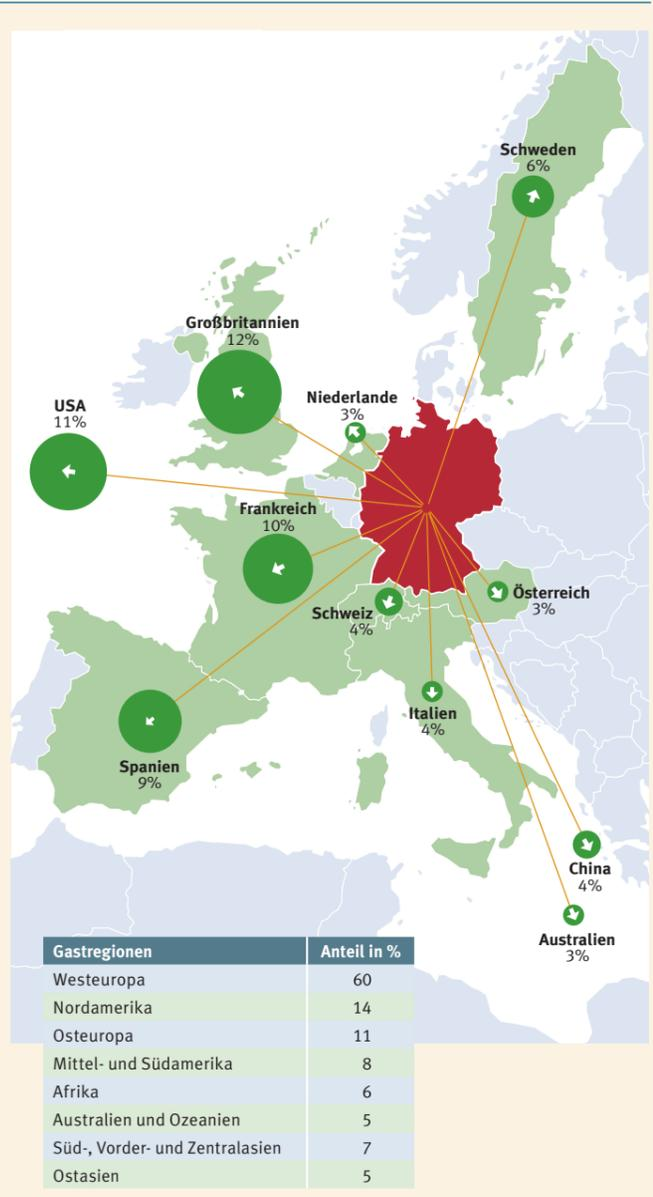 Schweden
6%
Großbritannien
12%
USA
11%
Niederlande
3%
Frankreich
10%
Österreich
3%
Schweiz
4%
Italien
4%
Spanien
9%
China
4%
Australien
3%
Gastregionen Anteil in %
Westeuropa 60
Nordamerika 14
Osteuropa 11
Mittel- und Südamerika 8
Afrika 6
Australien und Ozeanien 5
Süd-, Vorder- und Zentralasien 7
Ostasien 5